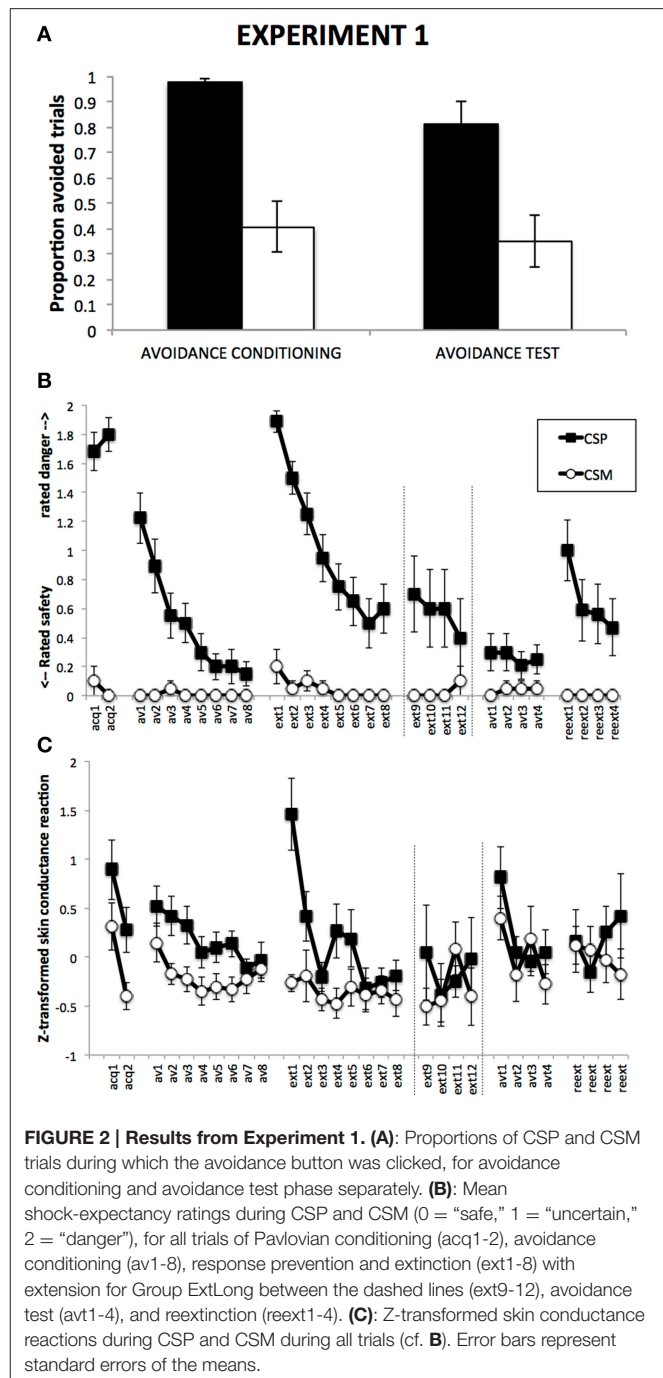 A
EXPERIMENT 1
Proportion avoided trials
1
0.9
0.8
0.7
0.6
0.5
0.4
0.3
0.2
0.1
0
AVOIDANCE CONDITIONING AVOIDANCE TEST
B
<-- Rated safety rated danger -->
2
1.8
1.6
1.4
1.2
1
0.8
0.6
0.4
0.2
0
CSP
CSM
acq1 acq2 av1 av2 av3 av4 av5 av6 av7 av8 ext1 ext2 ext3 ext4 ext5 ext6 ext7 ext8 ext9 ext10 ext11 ext12 avt1 avt2 avt3 avt4 reext1 reext2 reext3 reext4
C
Z-transformed skin conductance reaction
2
1.5
1
0.5
0
-0.5
-1
acq1 acq2 av1 av2 av3 av4 av5 av6 av7 av8 ext1 ext2 ext3 ext4 ext5 ext6 ext7 ext8 ext9 ext10 ext11 ext12 avt1 avt2 avt3 avt4 reext reext reext reext
FIGURE 2 | Results from Experiment 1. (A): Proportions of CSP and CSM
trials during which the avoidance button was clicked, for avoidance
conditioning and avoidance test phase separately. (B): Mean
shock-expectancy ratings during CSP and CSM (0 = “safe,” 1 = “uncertain,”
2 = “danger”), for all trials of Pavlovian conditioning (acq1-2), avoidance
conditioning (av1-8), response prevention and extinction (ext1-8) with
extension for Group ExtLong between the dashed lines (ext9-12), avoidance
test (avt1-4), and reextinction (reext1-4). (C): Z-transformed skin conductance
reactions during CSP and CSM during all trials (cf. B). Error bars represent
standard errors of the means.